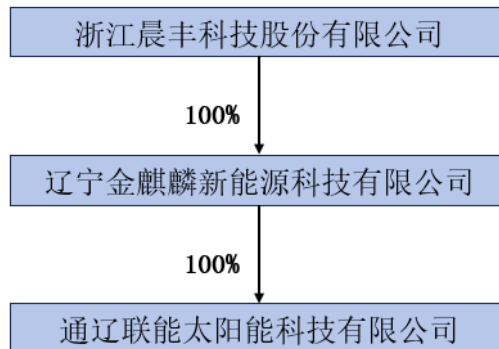 浙江晨丰科技股份有限公司
100%
辽宁金麒麟新能源科技有限公司
100%
通辽联能太阳能科技有限公司